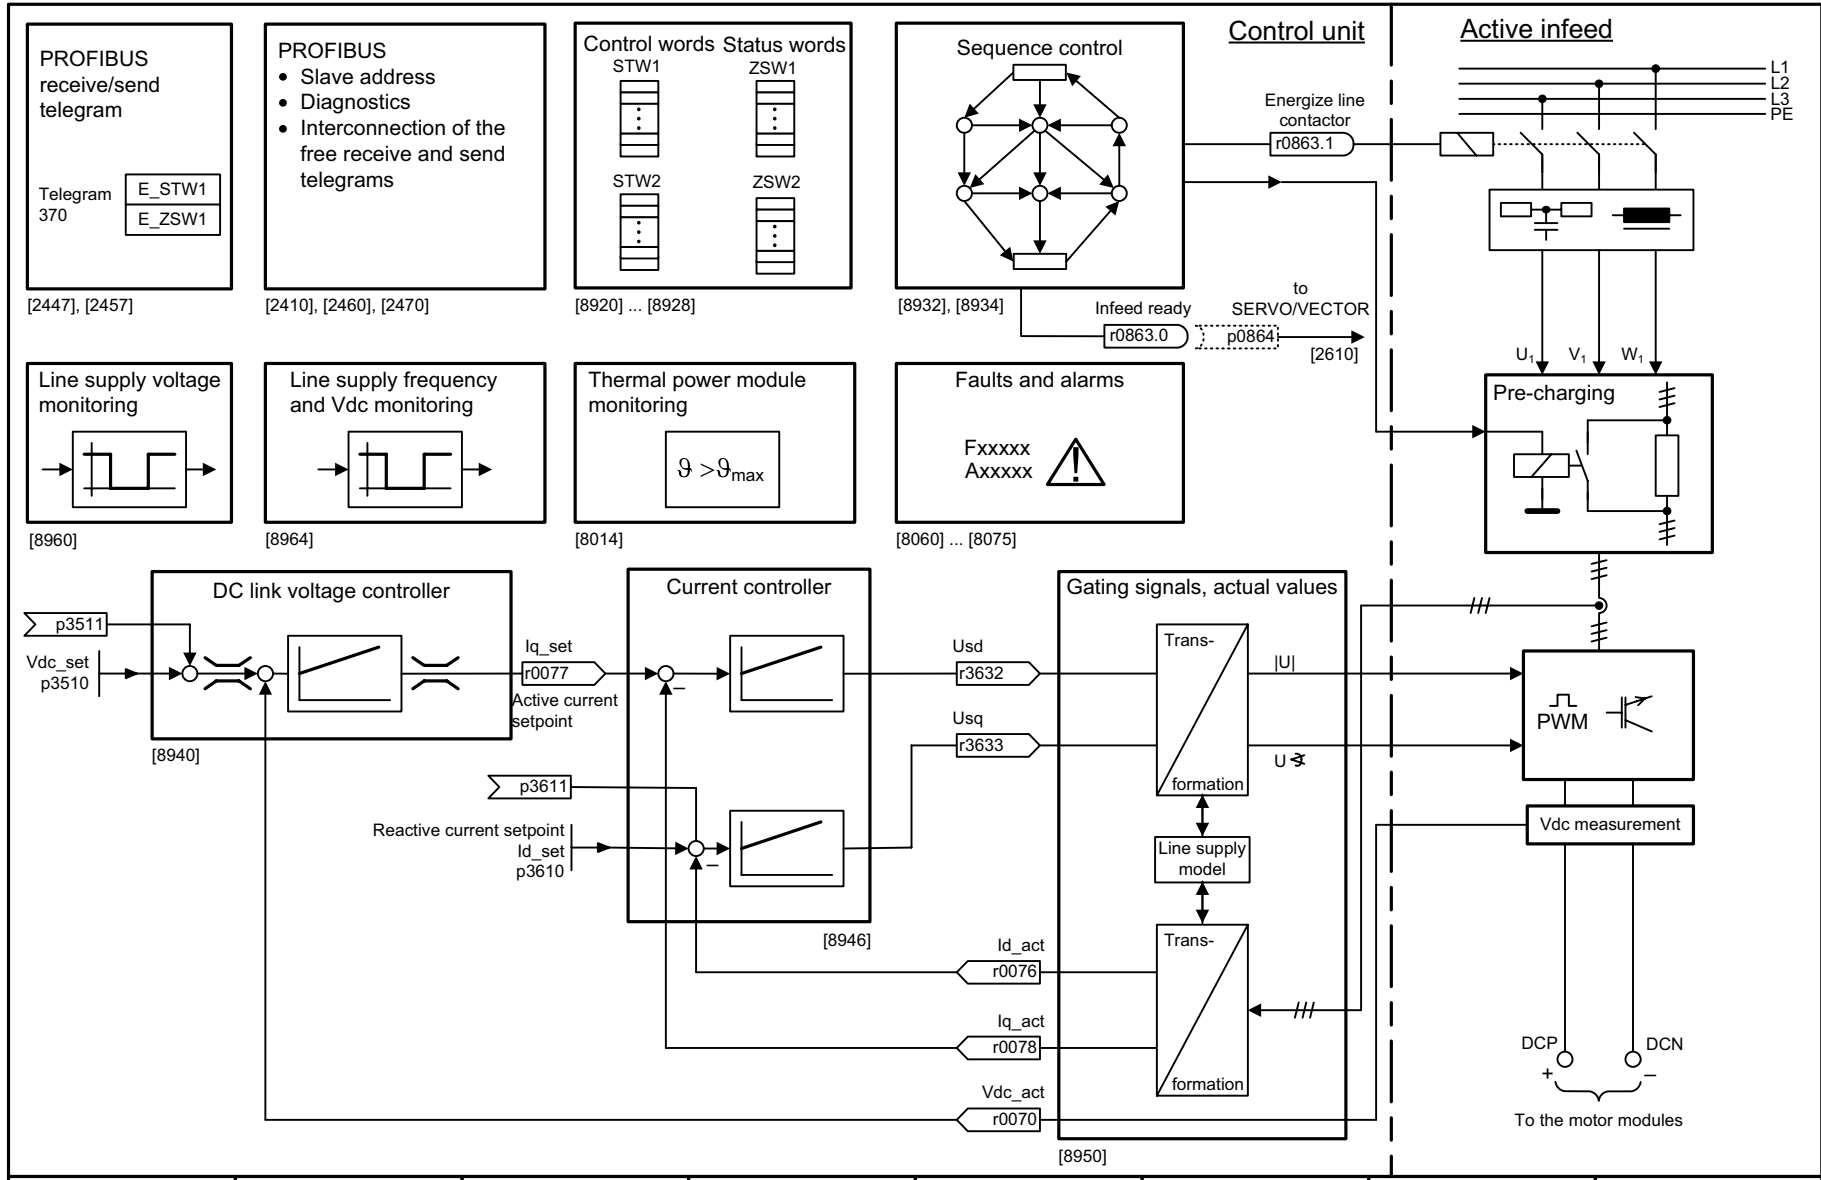 PROFIBUS
receive/send
telegram
Telegram
370
E_STW1
E_ZSW1
[2447], [2457]
PROFIBUS
• Slave address
• Diagnostics
• Interconnection of the
free receive and send
telegrams
[2410], [2460], [2470]
Control words Status words
STW1 ZSW1
STW2 ZSW2
[8920] ... [8928]
Sequence control
[8932], [8934]
Control unit
Active infeed
Energize line
contactor
r0863.1
L1
L2
L3
PE
Infeed ready
r0863.0
to
SERVO/VECTOR
p0864
[2610]
U1 V1 W1
Pre-charging
Line supply voltage
monitoring
[8960]
Line supply frequency
and Vdc monitoring
[8964]
Thermal power module
monitoring
ϑ >ϑmax
[8014]
Faults and alarms
Fxxxxx
Axxxxx
!
[8060] ... [8075]
DC link voltage controller
p3511
Vdc_set
p3510
[8940]
Iq_set
r0077
Active current
setpoint
Current controller
–
p3611
Reactive current setpoint
Id_set
p3610
–
[8946]
Usd
r3632
Usq
r3633
Gating signals, actual values
Trans-
formation
|U|
U ∢
Line supply
model
Trans-
formation
Id_act
r0076
Iq_act
r0078
Vdc_act
r0070
[8950]
PWM
Vdc measurement
DCP DCN
+ –
To the motor modules